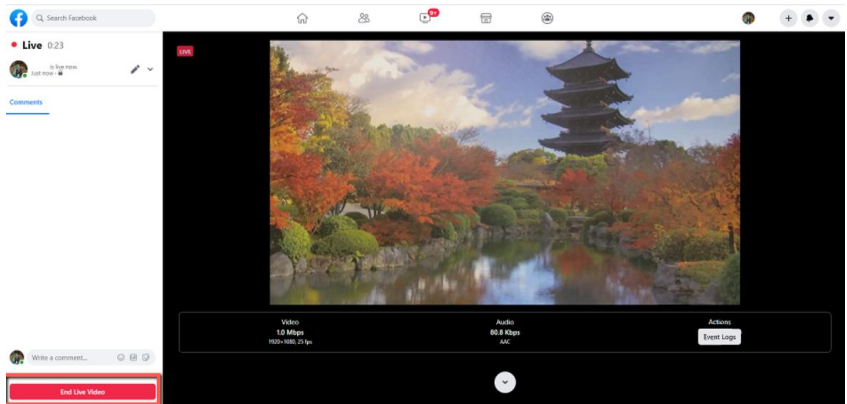 Search Facebook
9+
Live 0:23
is live now.
Just now ·
Comments
LIVE
Video
1.0 Mbps
1920×1080, 25 fps
Audio
80.8 Kbps
AAC
Actions
Event Logs
Write a comment...
End Live Video